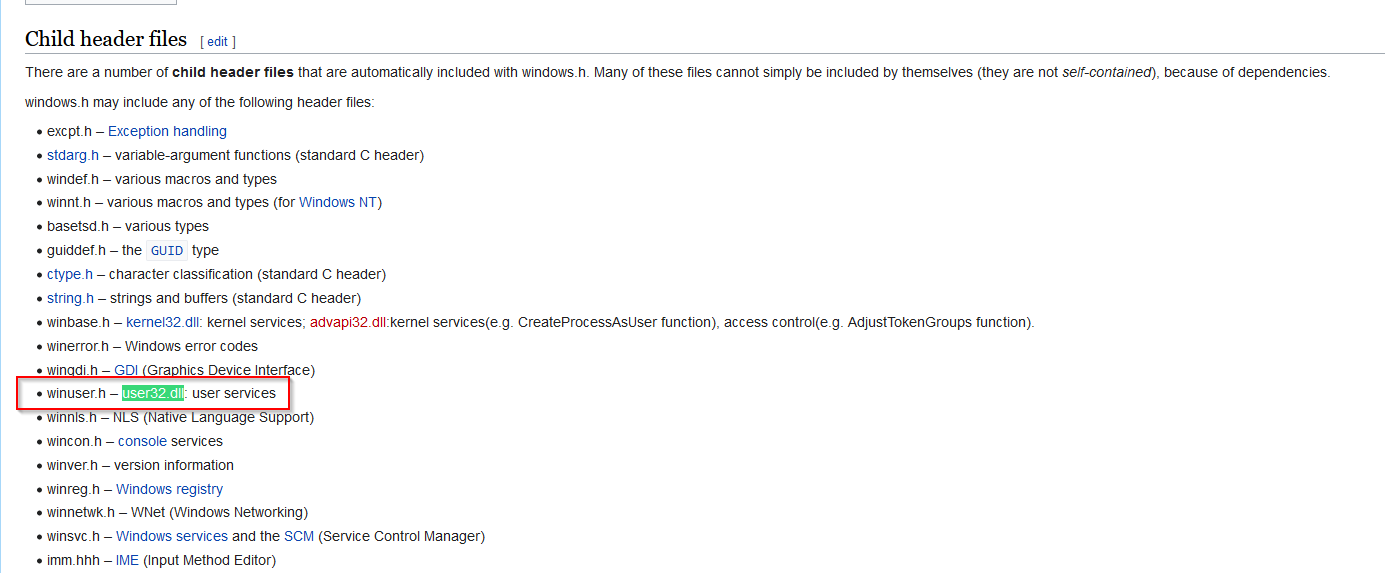 Child header files [ edit ]
There are a number of child header files that are automatically included with windows.h. Many of these files cannot simply be included by themselves (they are not self-contained), because of dependencies.
windows.h may include any of the following header files:
• excpt.h – Exception handling
• stdarg.h – variable-argument functions (standard C header)
• windef.h – various macros and types
• winnt.h – various macros and types (for Windows NT)
• basetsd.h – various types
• guiddef.h – the GUID type
• ctype.h – character classification (standard C header)
• string.h – strings and buffers (standard C header)
• winbase.h – kernel32.dll: kernel services; advapi32.dll:kernel services(e.g. CreateProcessAsUser function), access control(e.g. AdjustTokenGroups function).
• winerror.h – Windows error codes
• wingdi.h – GDI (Graphics Device Interface)
• winuser.h – user32.dll: user services
• winnls.h – NLS (Native Language Support)
• wincon.h – console services
• winver.h – version information
• winreg.h – Windows registry
• winnetwk.h – WNet (Windows Networking)
• winsvc.h – Windows services and the SCM (Service Control Manager)
• imm.hhh – IME (Input Method Editor)